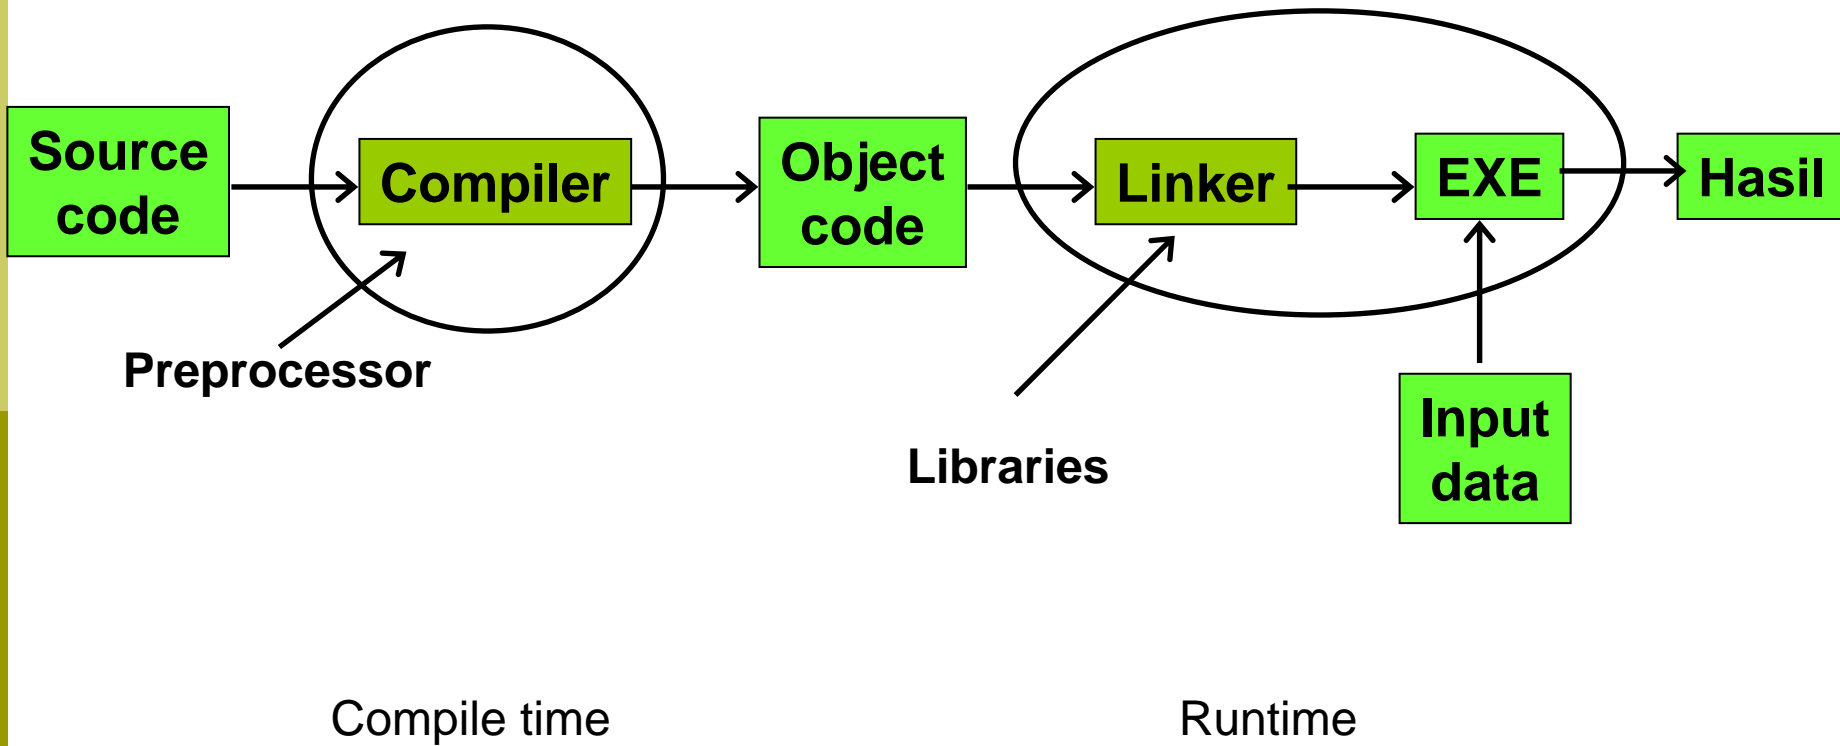 Source
code
Compiler
Object
code
Linker
EXE
Hasil
Preprocessor
Libraries
Input
data
Compile time
Runtime